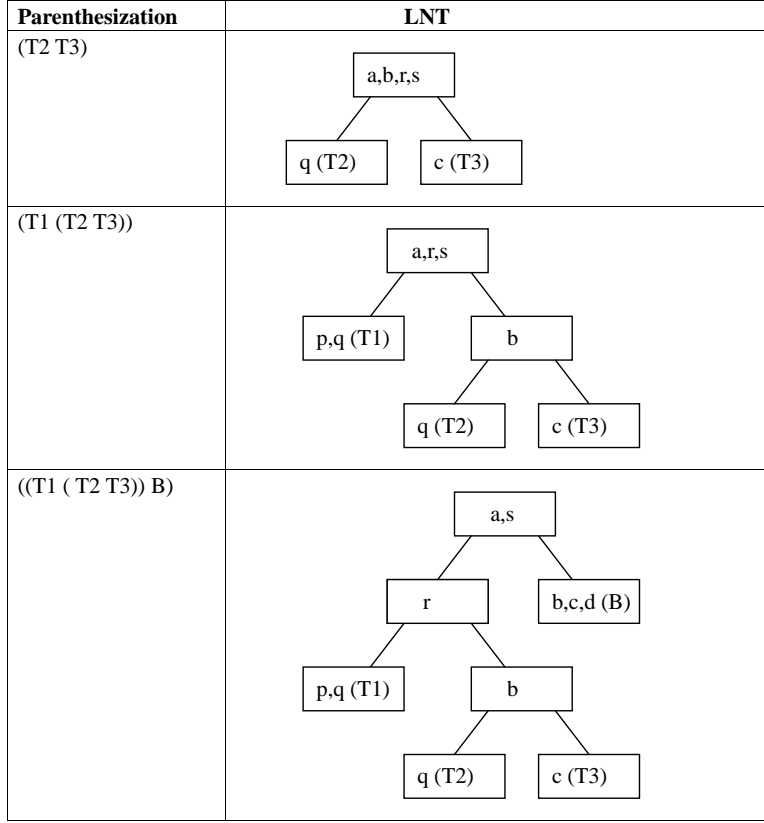 Parenthesization LNT
(T2 T3)
a,b,r,s
q (T2) c (T3)
(T1 (T2 T3))
a,r,s
p,q (T1) b
q (T2) c (T3)
((T1 ( T2 T3)) B)
a,s
r b,c,d (B)
p,q (T1) b
q (T2) c (T3)